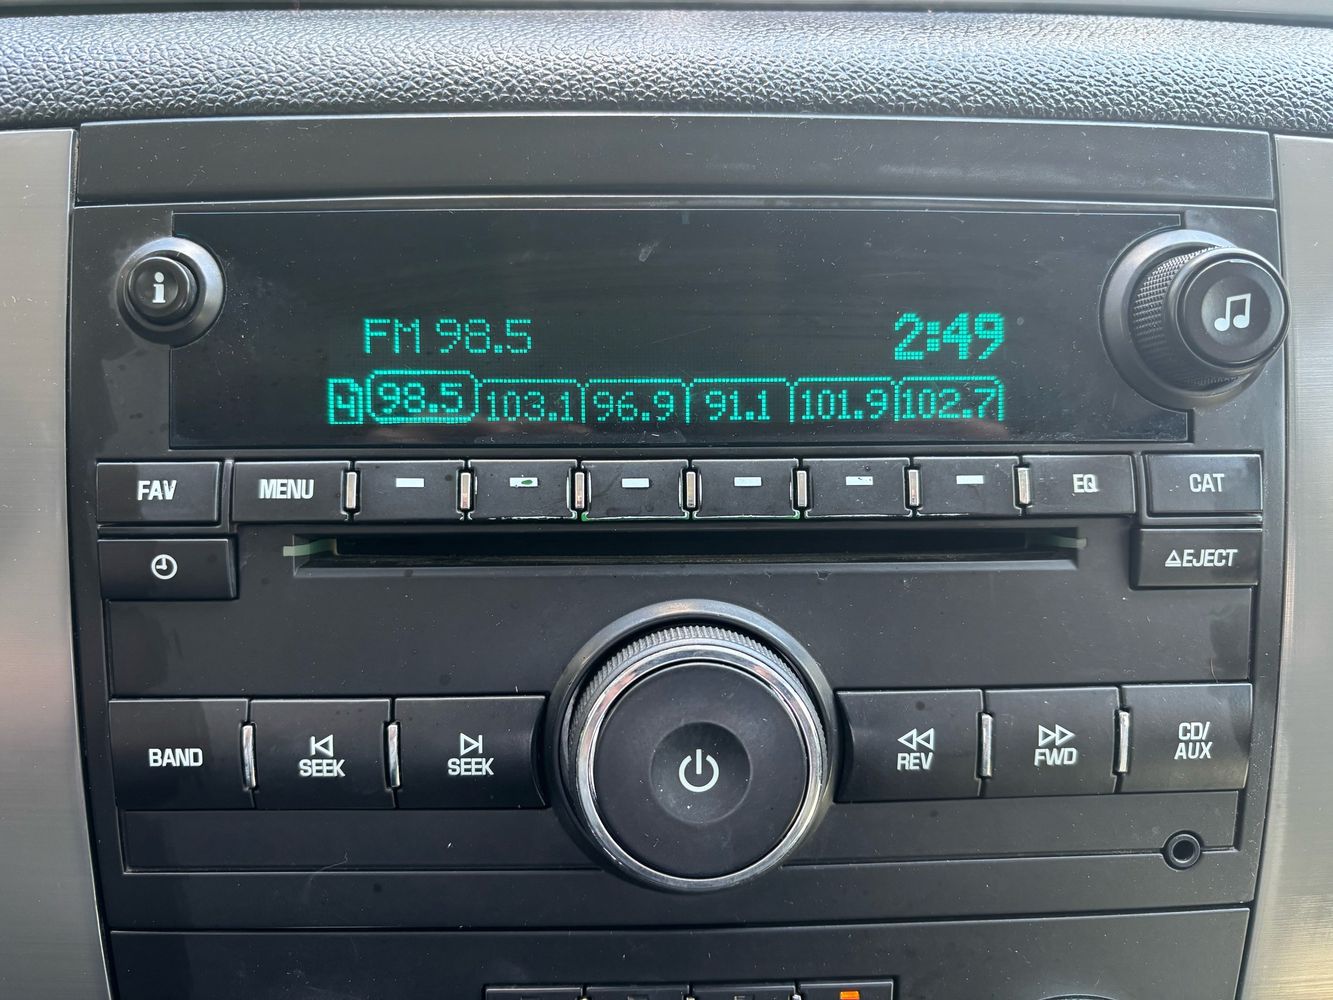 i
FM 98.5 2:49
4 98.5 103.1 96.9 91.1 101.9 102.7
FAV MENU EQ CAT
EJECT
BAND SEEK SEEK REV FWD CD/
AUX